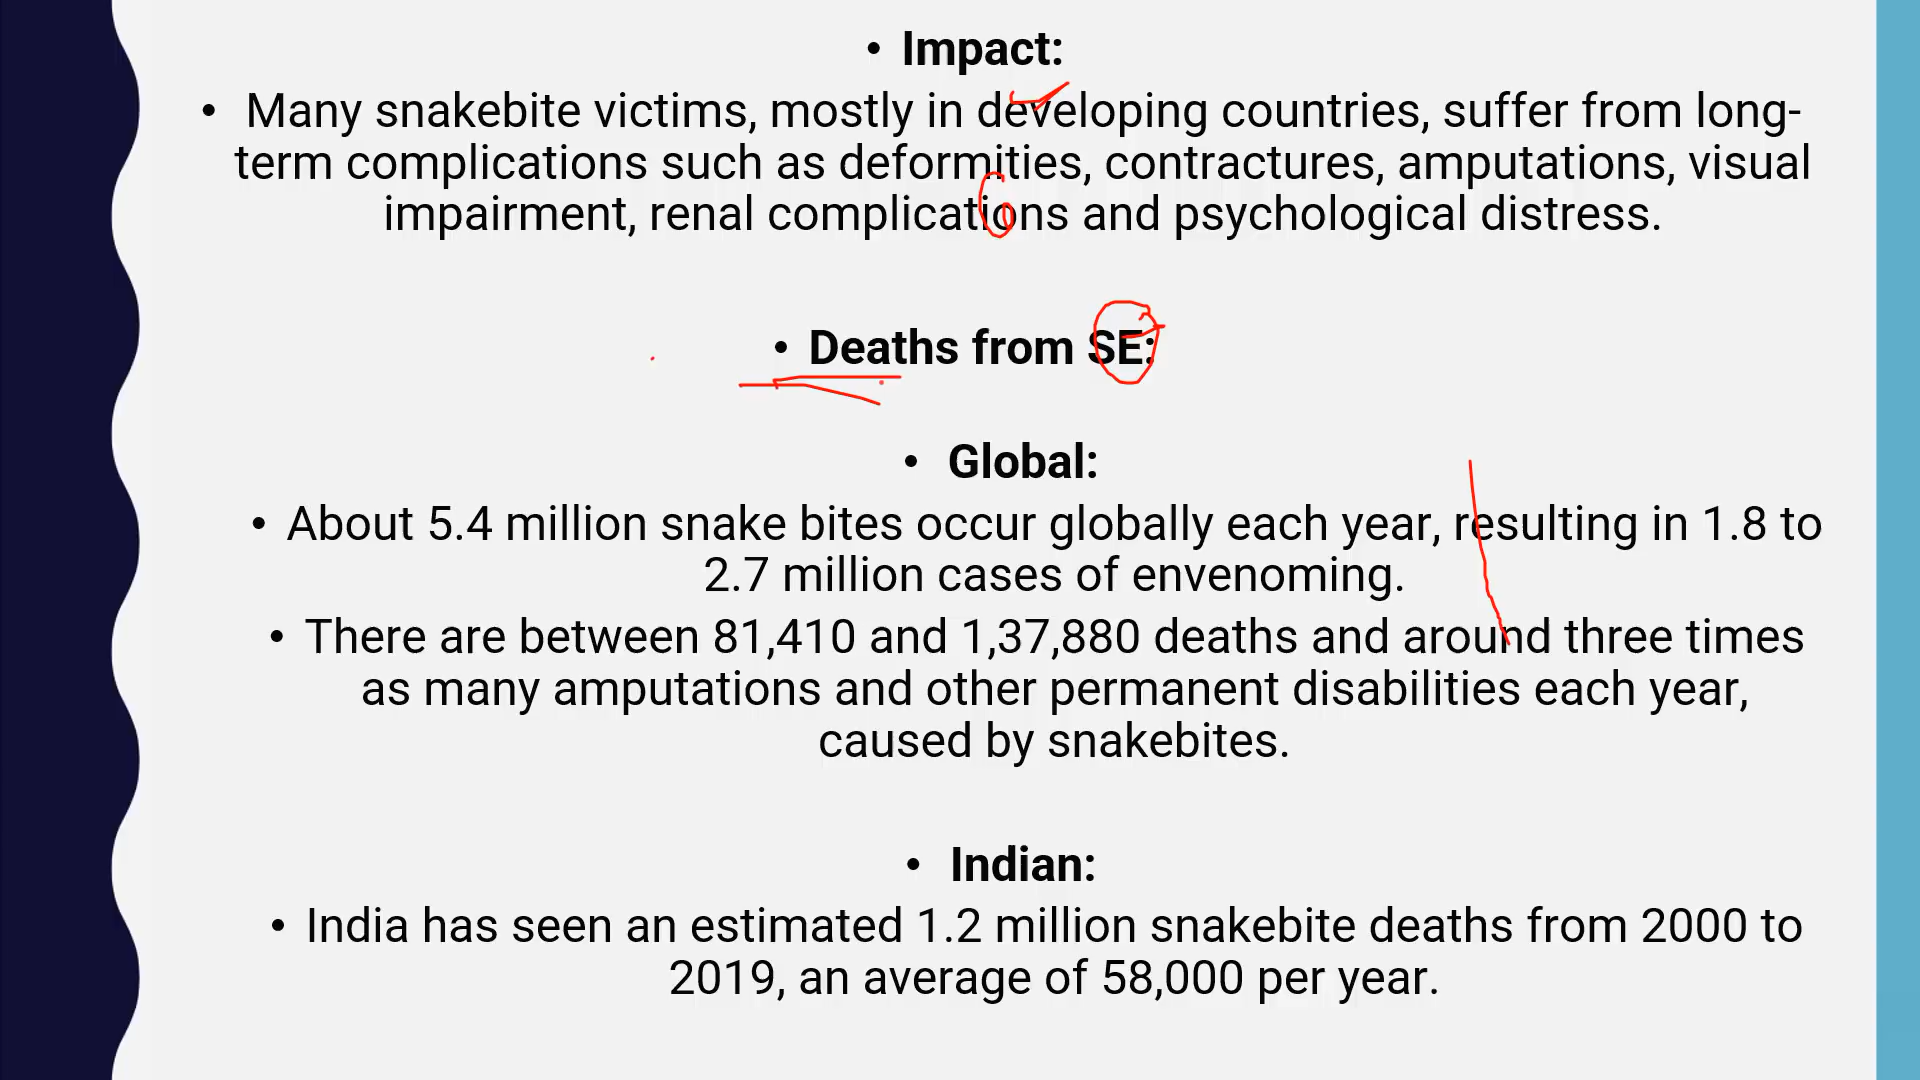 • Impact:
• Many snakebite victims, mostly in developing countries, suffer from long-
term complications such as deformities, contractures, amputations, visual
impairment, renal complications and psychological distress.
• Deaths from SE:
• Global:
• About 5.4 million snake bites occur globally each year, resulting in 1.8 to
2.7 million cases of envenoming.
• There are between 81,410 and 1,37,880 deaths and around three times
as many amputations and other permanent disabilities each year,
caused by snakebites.
• Indian:
• India has seen an estimated 1.2 million snakebite deaths from 2000 to
2019, an average of 58,000 per year.